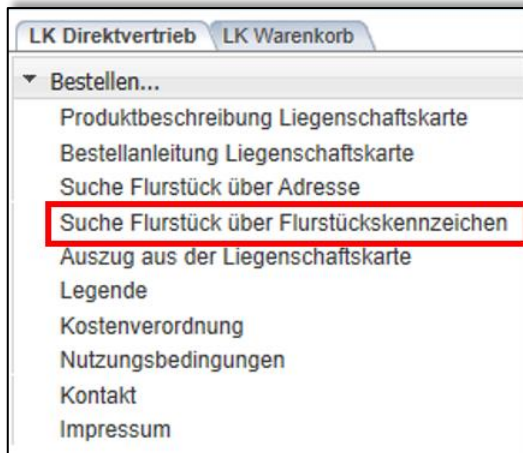 LK Direktvertrieb LK Warenkorb
Bestellen...
Produktbeschreibung Liegenschaftskarte
Bestellanleitung Liegenschaftskarte
Suche Flurstück über Adresse
Suche Flurstück über Flurstückskennzeichen
Auszug aus der Liegenschaftskarte
Legende
Kostenverordnung
Nutzungsbedingungen
Kontakt
Impressum